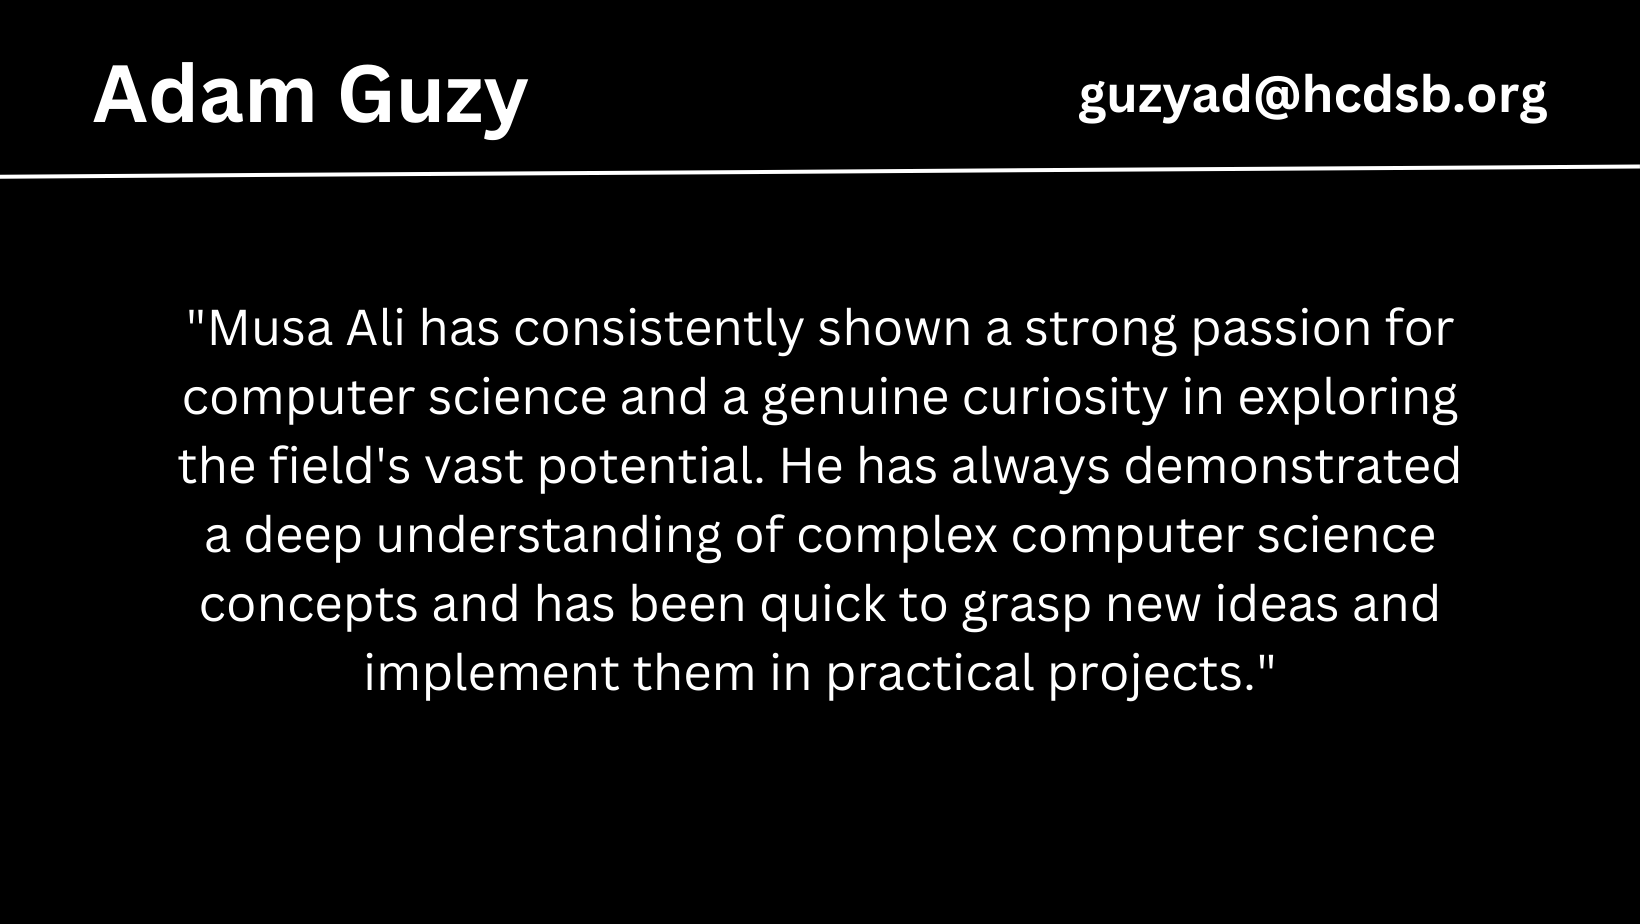 Adam Guzy
guzyad@hcdsb.org
"Musa Ali has consistently shown a strong passion for
computer science and a genuine curiosity in exploring
the field's vast potential. He has always demonstrated
a deep understanding of complex computer science
concepts and has been quick to grasp new ideas and
implement them in practical projects."